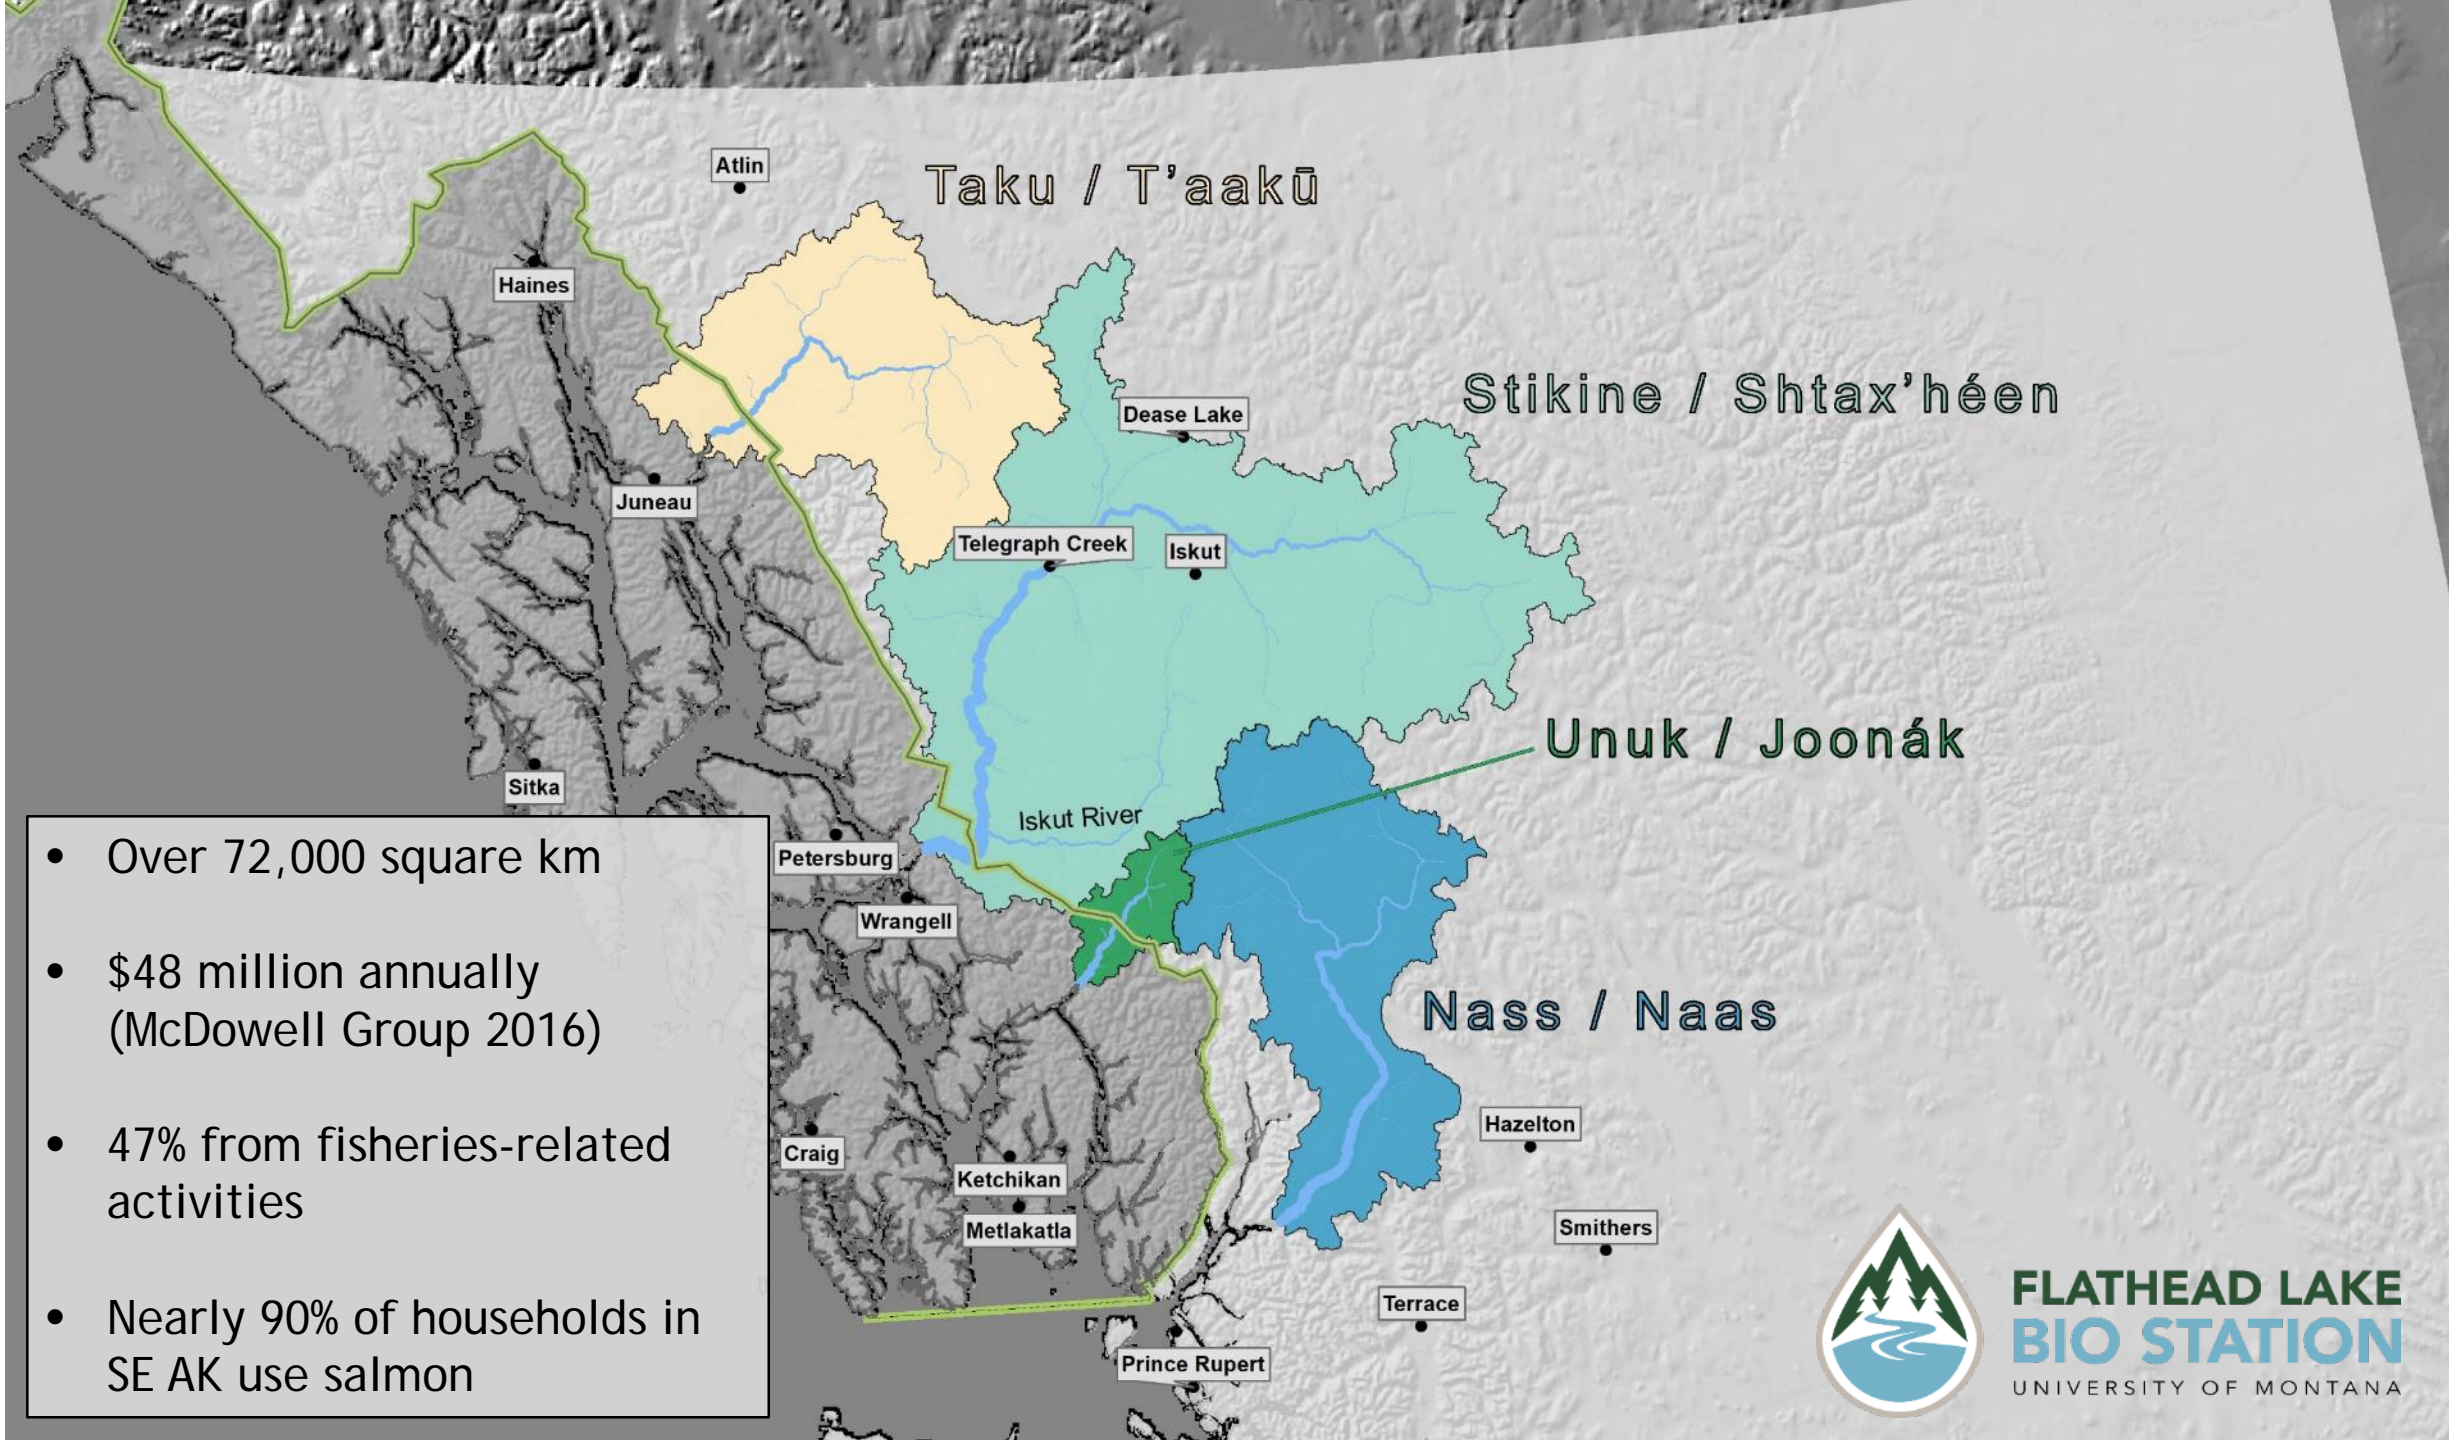 Atlin
Taku / T’aakū
Haines
Stikine / Shtax’héen
Dease Lake
Juneau
Telegraph Creek
Iskut
Unuk / Joonák
Sitka
Iskut River
Petersburg
Wrangell
• Over 72,000 square km
• $48 million annually
(McDowell Group 2016)
• 47% from fisheries-related
activities
• Nearly 90% of households in
SE AK use salmon
Nass / Naas
Hazelton
Craig
Ketchikan
Metlakatla
Smithers
Terrace
Prince Rupert
FLATHEAD LAKE
BIO STATION
UNIVERSITY OF MONTANA